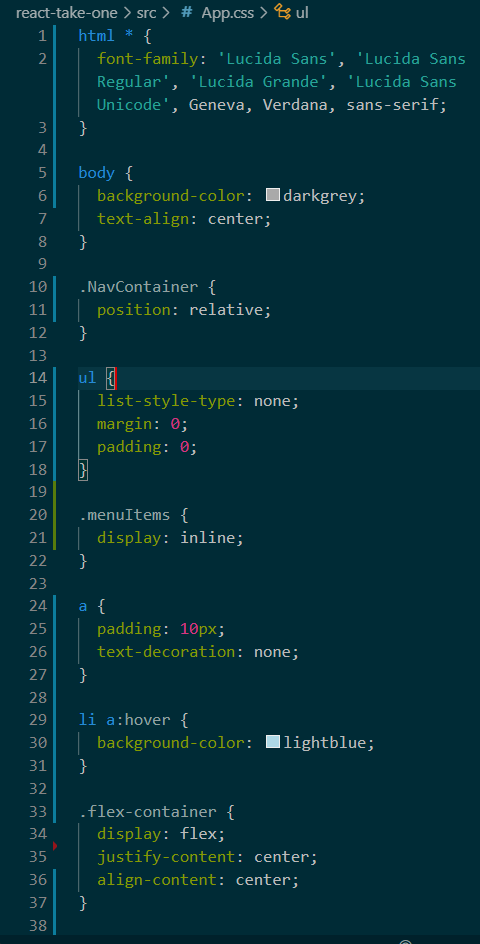 react-take-one > src > # App.css > ul
1 html * {
2 font-family: 'Lucida Sans', 'Lucida Sans
Regular', 'Lucida Grande', 'Lucida Sans
Unicode', Geneva, Verdana, sans-serif;
3 }
4
5 body {
6 background-color: darkgrey;
7 text-align: center;
8 }
9
10 .NavContainer {
11 position: relative;
12 }
13
14 ul {
15 list-style-type: none;
16 margin: 0;
17 padding: 0;
18 }
19
20 .menuItems {
21 display: inline;
22 }
23
24 a {
25 padding: 10px;
26 text-decoration: none;
27 }
28
29 li a:hover {
30 background-color: lightblue;
31 }
32
33 .flex-container {
34 display: flex;
35 justify-content: center;
36 align-content: center;
37 }
38